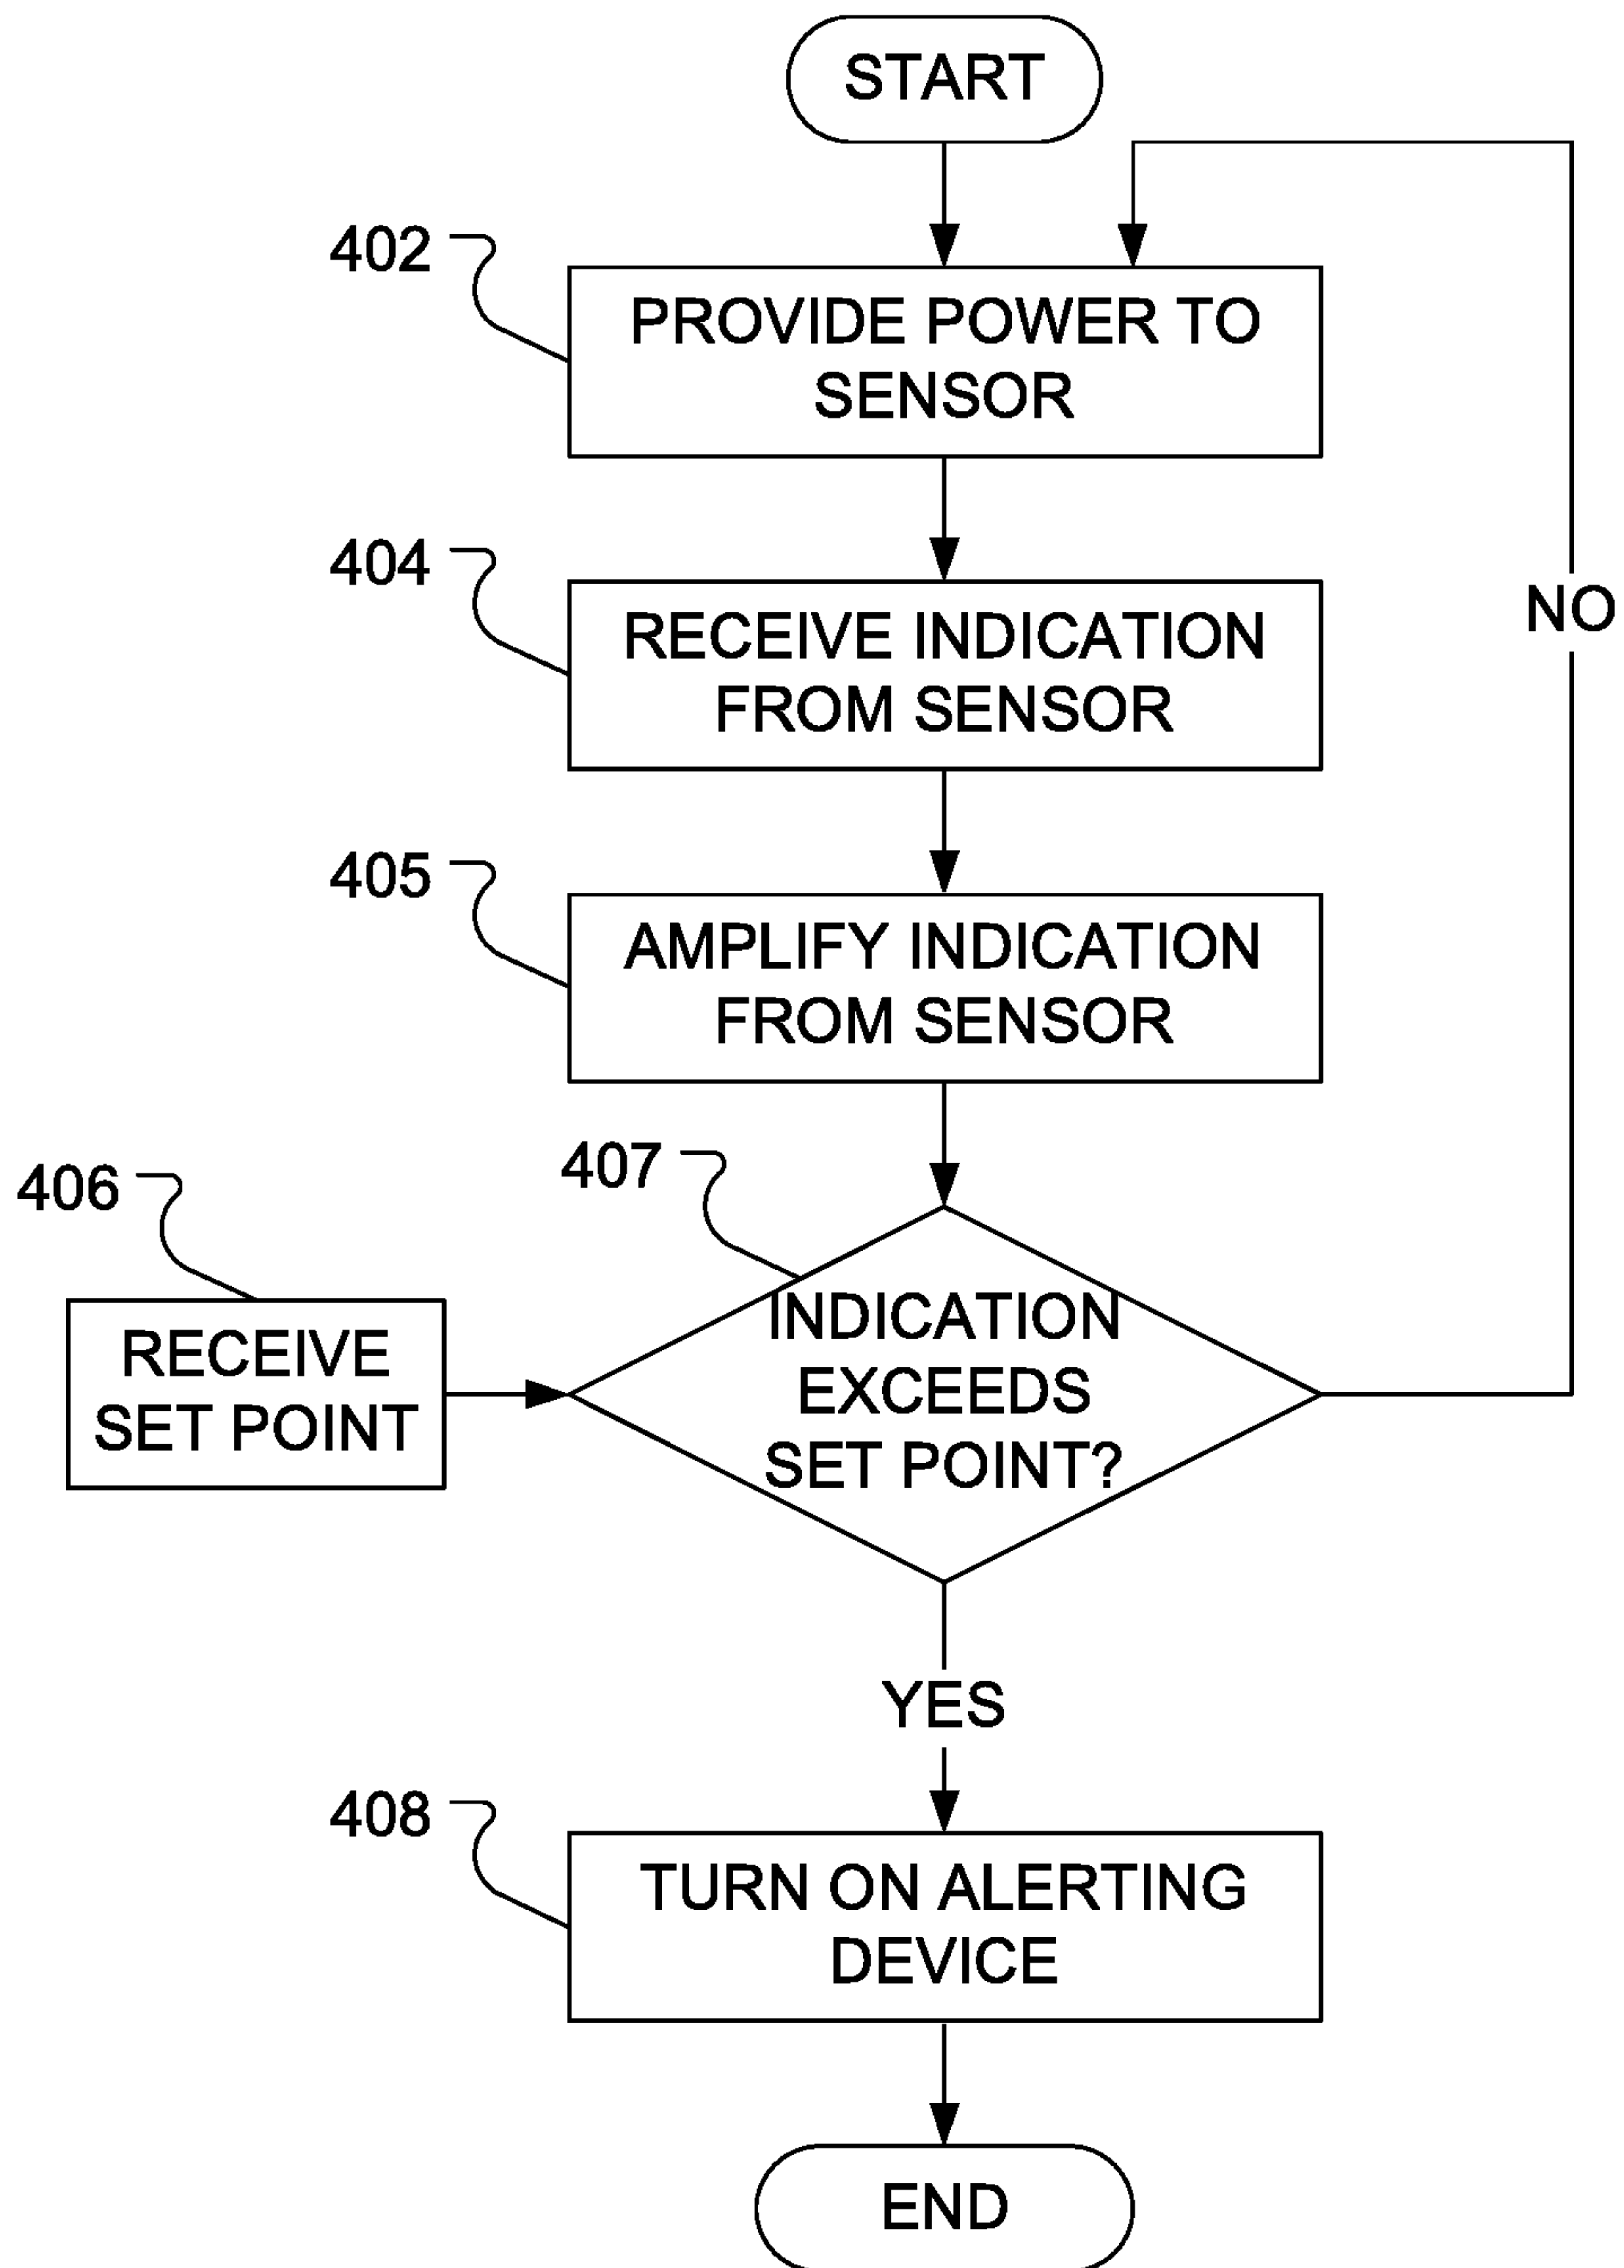 START
402
PROVIDE POWER TO
SENSOR
404
RECEIVE INDICATION
FROM SENSOR
NO
405
AMPLIFY INDICATION
FROM SENSOR
406
407
RECEIVE
SET POINT
INDICATION
EXCEEDS
SET POINT?
YES
408
TURN ON ALERTING
DEVICE
END